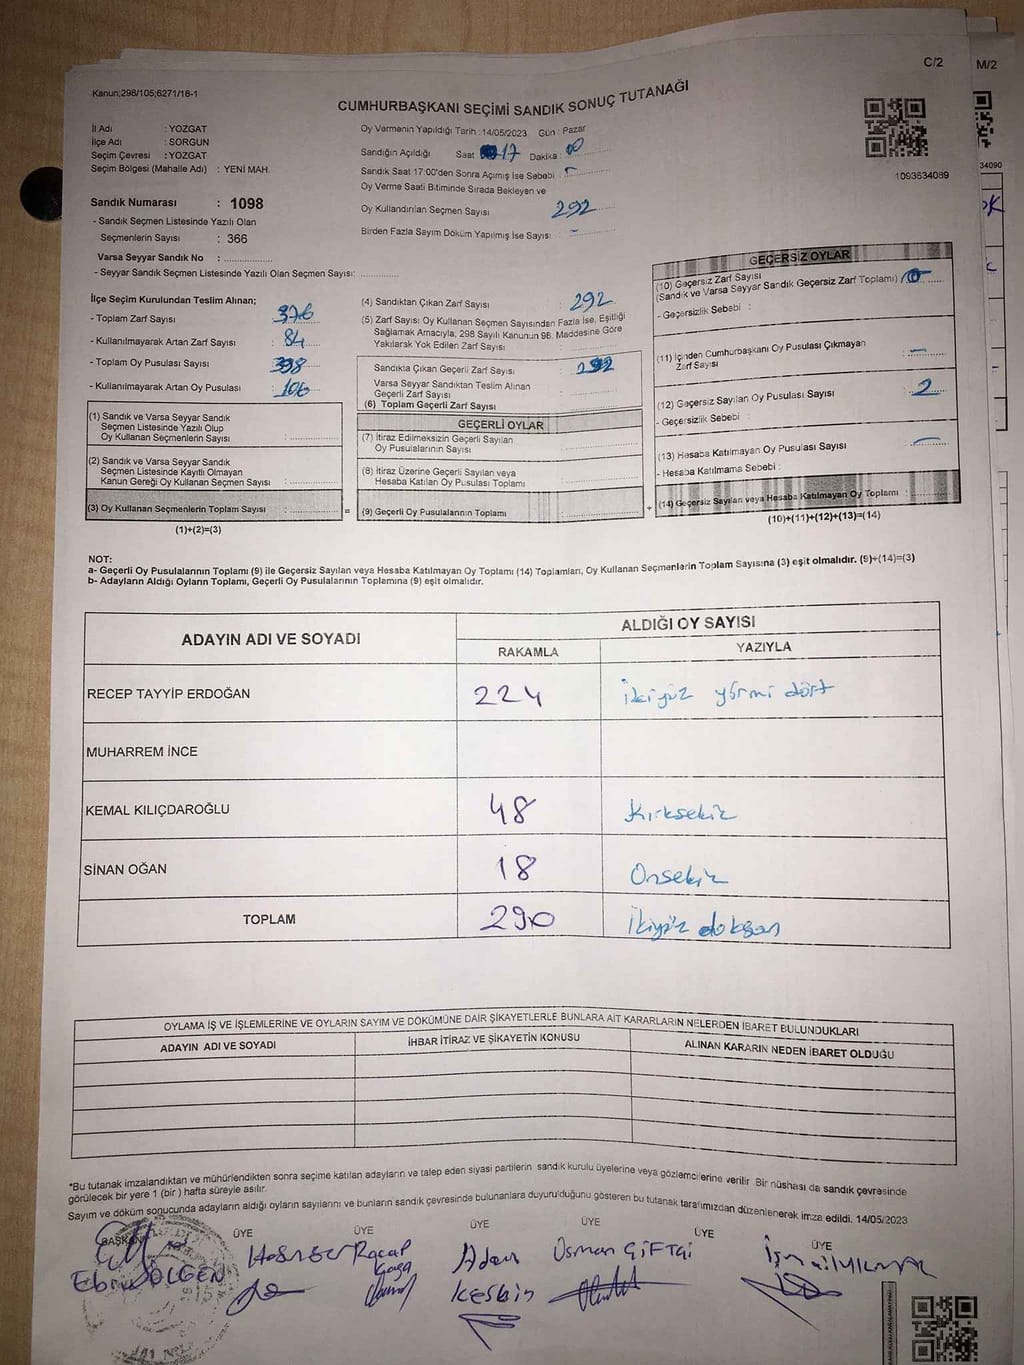 C/2
M/2
Kanun;298/105;6271/18-1
CUMHURBAŞKANI SEÇİMİ SANDIK SONUÇ TUTANAĞI
İl Adı : YOZGAT
İlçe Adı : SORGUN
Seçim Çevresi : YOZGAT
Seçim Bölgesi (Mahalle Adı) : YENİ MAH.
Sandık Numarası : 1098
- Sandık Seçmen Listesinde Yazılı Olan
Seçmenlerin Sayısı : 366
Varsa Seyyar Sandık No :
- Seyyar Sandık Seçmen Listesinde Yazılı Olan Seçmen Sayısı:
Oy Vermenin Yapıldığı Tarih :14/05/2023 Gün : Pazar
Sandığın Açıldığı Saat 17 Dakika : 00
Sandık Saat 17:00'den Sonra Açımış İse Sebebi :
Oy Verme Saati Bitiminde Sırada Bekleyen ve
Oy Kullandırılan Seçmen Sayısı 292
Birden Fazla Sayım Döküm Yapılmış İse Sayısı: -
1093634089
34090
İlçe Seçim Kurulundan Teslim Alınan;
- Toplam Zarf Sayısı : 376
- Kullanılmayarak Artan Zarf Sayısı : 84
- Toplam Oy Pusulası Sayısı : 398
- Kullanılmayarak Artan Oy Pusulası : 106
(1) Sandık ve Varsa Seyyar Sandık
Seçmen Listesinde Yazılı Olup
Oy Kullanan Seçmenlerin Sayısı :
(2) Sandık ve Varsa Seyyar Sandık
Seçmen Listesinde Kayıtlı Olmayan
Kanun Gereği Oy Kullanan Seçmen Sayısı :
(3) Oy Kullanan Seçmenlerin Toplam Sayısı :
(1)+(2)=(3)
=
(4) Sandıktan Çıkan Zarf Sayısı : 292
(5) Zarf Sayısı Oy Kullanan Seçmen Sayısından Fazla İse, Eşitliği
Sağlamak Amacıyla, 298 Sayılı Kanunun 98. Maddesine Göre
Yakılarak Yok Edilen Zarf Sayısı :
Sandıkta Çıkan Geçerli Zarf Sayısı : 292
Varsa Seyyar Sandıktan Teslim Alınan
Geçerli Zarf Sayısı :
(6) Toplam Geçerli Zarf Sayısı
GEÇERLİ OYLAR
(7) İtiraz Edilmeksizin Geçerli Sayılan
Oy Pusulalarının Sayısı :
(8) İtiraz Üzerine Geçerli Sayılan veya
Hesaba Katılan Oy Pusulası Toplamı :
(9) Geçerli Oy Pusulalarının Toplamı :
+
GEÇERSİZ OYLAR
(10) Geçersiz Zarf Sayısı
(Sandık ve Varsa Seyyar Sandık Geçersiz Zarf Toplamı)
- Geçersizlik Sebebi :
(11) İçinden Cumhurbaşkanı Oy Pusulası Çıkmayan
Zarf Sayısı : -
(12) Geçersiz Sayılan Oy Pusulası Sayısı : 2
- Geçersizlik Sebebi :
(13) Hesaba Katılmayan Oy Pusulası Sayısı : -
- Hesaba Katılmama Sebebi :
(14) Geçersiz Sayılan veya Hesaba Katılmayan Oy Toplamı :
(10)+(11)+(12)+(13)=(14)
NOT:
a- Geçerli Oy Pusulalarının Toplamı (9) ile Geçersiz Sayılan veya Hesaba Katılmayan Oy Toplamı (14) Toplamları, Oy Kullanan Seçmenlerin Toplam Sayısına (3) eşit olmalıdır. (9)+(14)=(3)
b- Adayların Aldığı Oyların Toplamı, Geçerli Oy Pusulalarının Toplamına (9) eşit olmalıdır.
ADAYIN ADI VE SOYADI
ALDIĞI OY SAYISI
RAKAMLA YAZIYLA
RECEP TAYYİP ERDOĞAN 224 İkiyüz yirmi dört
MUHARREM İNCE
KEMAL KILIÇDAROĞLU 48 Kırksekiz
SİNAN OĞAN 18 Onsekiz
TOPLAM 290 İkiyüz doksan
OYLAMA İŞ VE İŞLEMLERİNE VE OYLARIN SAYIM VE DÖKÜMÜNE DAİR ŞİKAYETLERLE BUNLARA AİT KARARLARIN NELERDEN İBARET BULUNDUKLARI
ADAYIN ADI VE SOYADI İHBAR İTİRAZ VE ŞİKAYETİN KONUSU ALINAN KARARIN NEDEN İBARET OLDUĞU
*Bu tutanak imzalandıktan ve mühürlendikten sonra seçime katılan adayların ve talep eden siyasi partilerin sandık kurulu üyelerine veya gözlemcilerine verilir. Bir nüshası da sandık çevresinde
görülecek bir yere 1 (bir ) hafta süreyle asılır.
Sayım ve döküm sonucunda adayların aldığı oyların sayılarını ve bunların sandık çevresinde bulunanlara duyurulduğunu gösteren bu tutanak tarafımızdan düzenlenerek imza edildi. 14/05/2023
BAŞKAN ÜYE ÜYE ÜYE ÜYE ÜYE ÜYE
Ebru ÖLGEN
Adem
Keskin
Osman ÇİFTÇİ